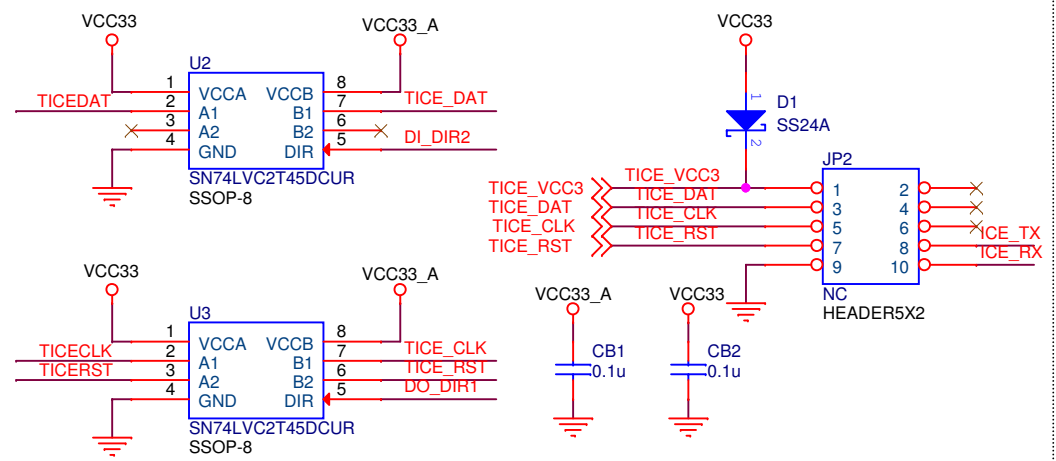 VCC33
VCC33_A
U2
1
VCCA
VCCB
8
TICEDAT
2
A1
B1
7
TICE_DAT
3
A2
B2
6
4
GND
DIR
5
DI_DIR2
SN74LVC2T45DCUR
SSOP-8
VCC33
1
D1
SS24A
2
JP2
TICE_VCC3
TICE_VCC3
1
2
TICE_DAT
TICE_DAT
3
4
TICE_CLK
TICE_CLK
5
6
TICE_RST
TICE_RST
7
8
ICE_TX
9
10
ICE_RX
NC
HEADER5X2
VCC33
VCC33_A
U3
1
VCCA
VCCB
8
TICECLK
2
A1
B1
7
TICE_CLK
TICERST
3
A2
B2
6
TICE_RST
4
GND
DIR
5
DO_DIR1
SN74LVC2T45DCUR
SSOP-8
VCC33_A
CB1
0.1u
VCC33
CB2
0.1u